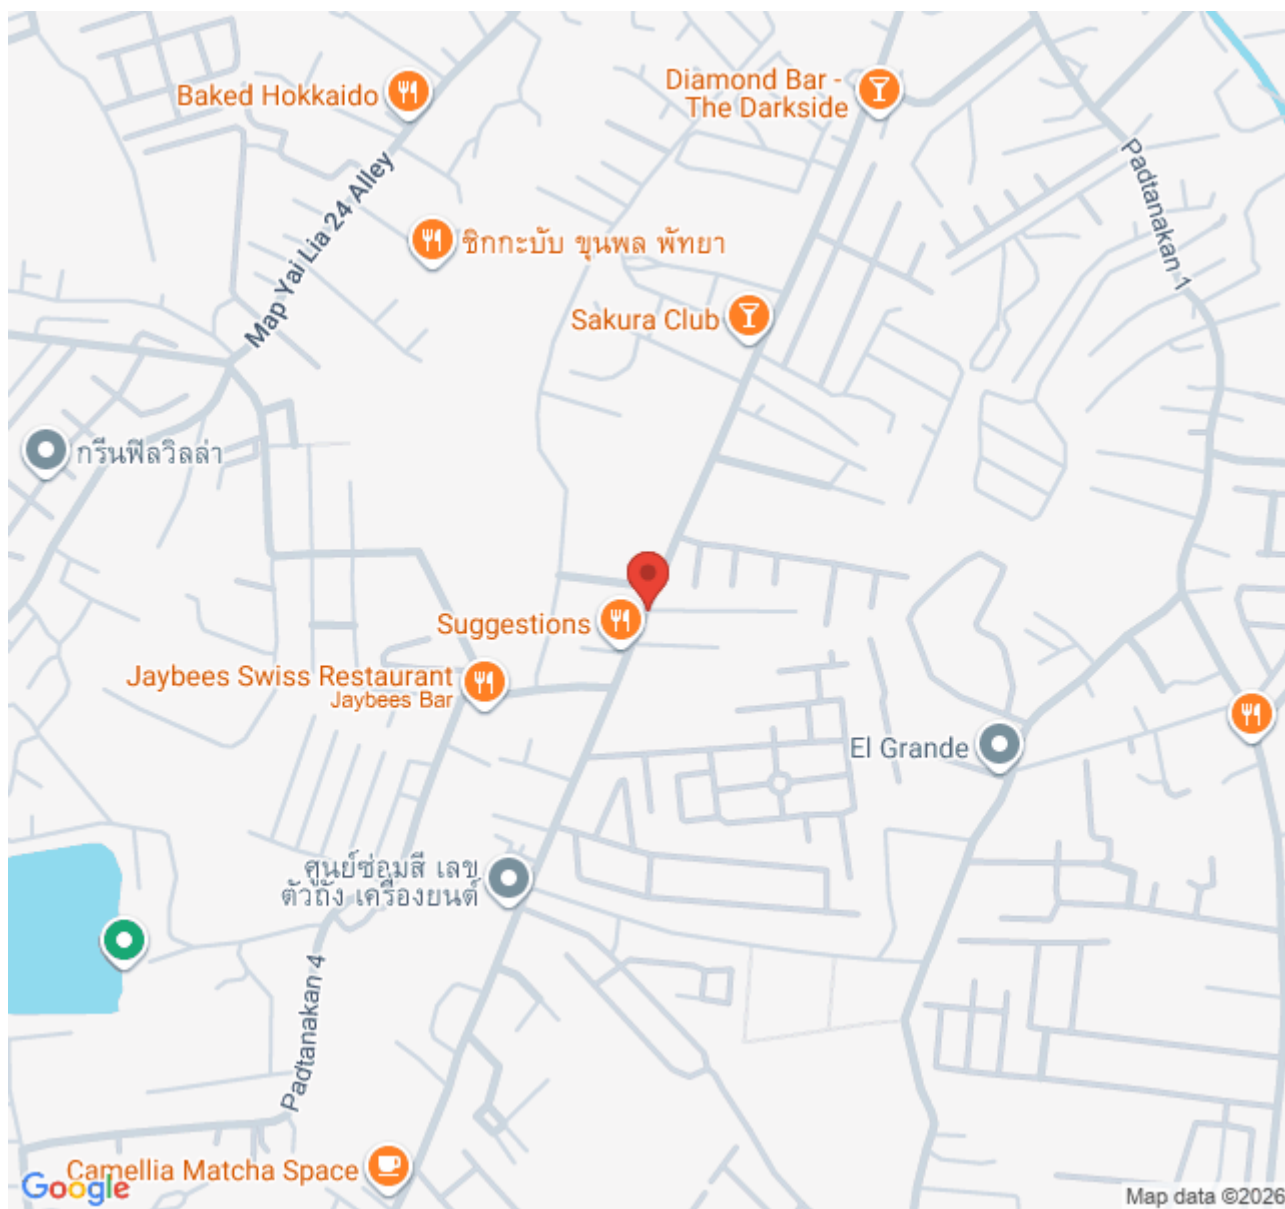 Baked Hokkaido
Diamond Bar -
The Darkside
Map Yai Lia 24 Alley
Padtanakan 1
ชิกกะบับ ขุนพล พัทยา
Sakura Club
กรีนฟิลวิลล่า
Suggestions
Jaybees Swiss Restaurant
Jaybees Bar
El Grande
ศูนย์ซ่อมสี เลข
ตัวถัง เครื่องยนต์
Padtanakan 4
Camellia Matcha Space
Google
Map data ©2026